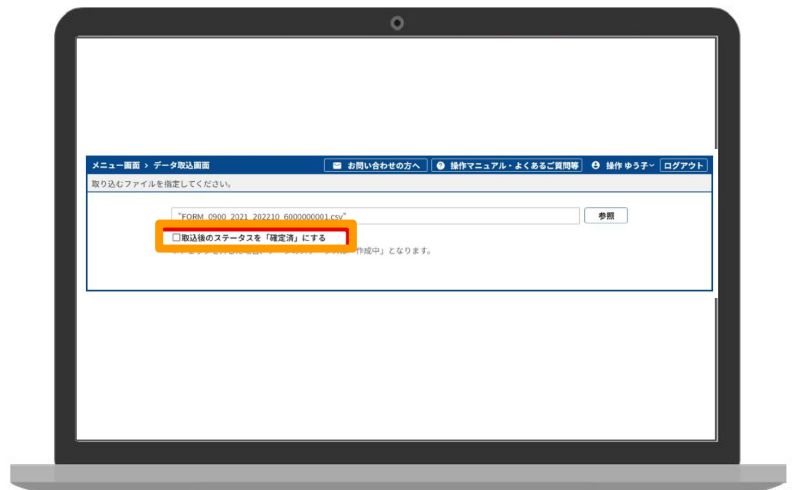 メニュー画面 › データ取込画面 お問い合わせの方へ 操作マニュアル・よくあるご質問等 操作 ゆう子 ログアウト
取り込むファイルを指定してください。
"FORM_0900_2021_202210_6000000001.csv" 参照
取込後のステータスを「確定済」にする
作成中」となります。